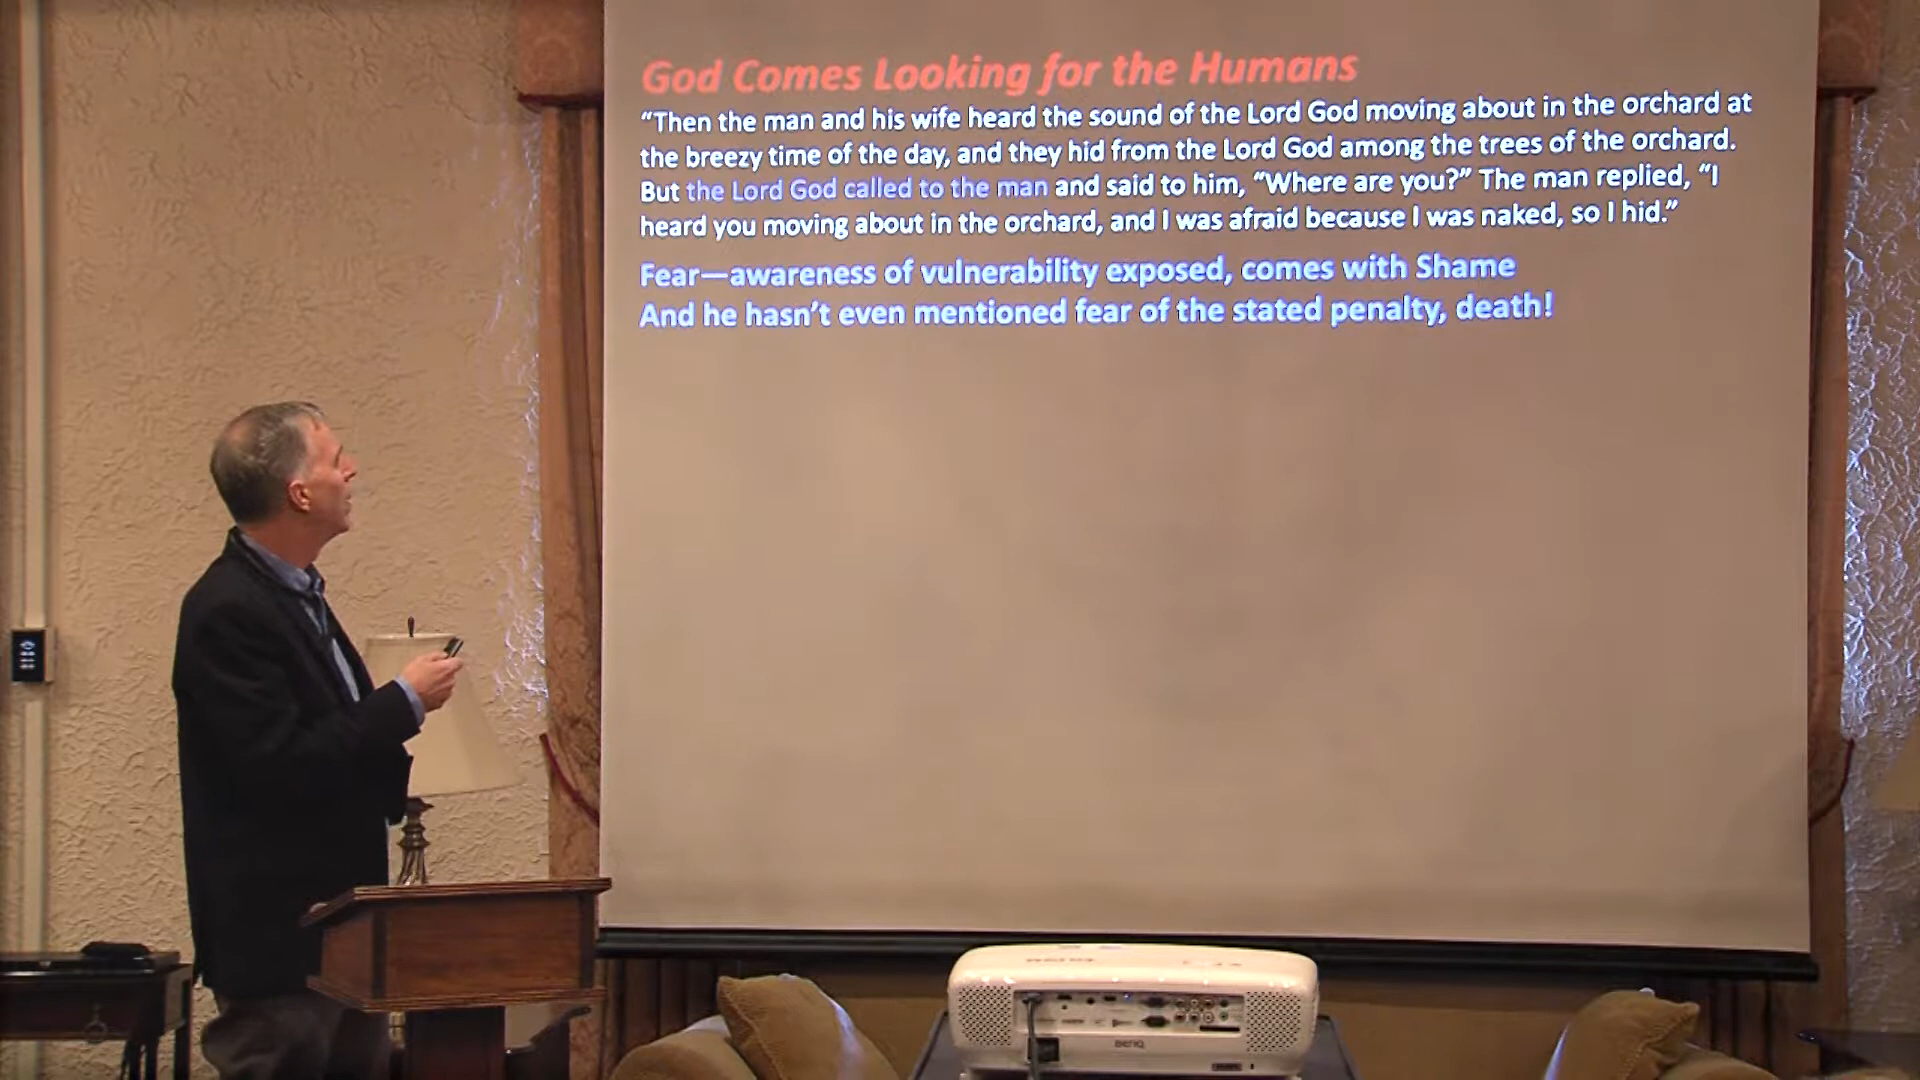 God Comes Looking for the Humans
“Then the man and his wife heard the sound of the Lord God moving about in the orchard at
the breezy time of the day, and they hid from the Lord God among the trees of the orchard.
But the Lord God called to the man and said to him, “Where are you?” The man replied, “I
heard you moving about in the orchard, and I was afraid because I was naked, so I hid.”
Fear—awareness of vulnerability exposed, comes with Shame
And he hasn’t even mentioned fear of the stated penalty, death!
BenQ